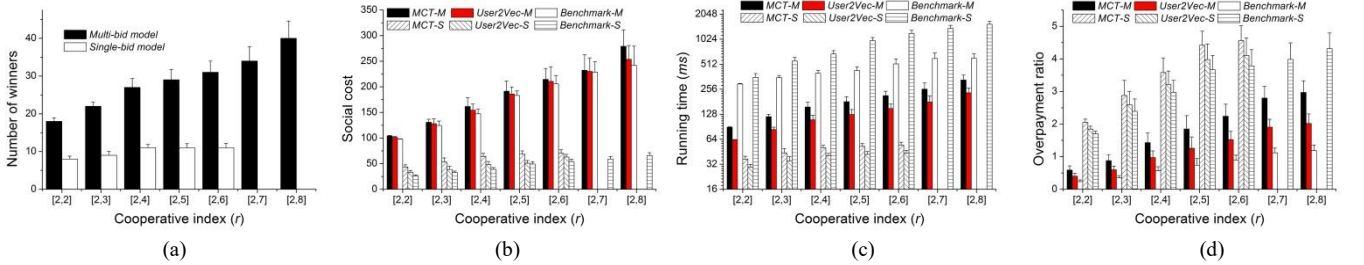 Multi-bid model
Single-bid model
Number of winners
40
30
20
10
0
[2,2] [2,3] [2,4] [2,5] [2,6] [2,7] [2,8]
Cooperative index (r)
(a)
MCT-M User2Vec-M Benchmark-M
MCT-S User2Vec-S Benchmark-S
Social cost
350
300
250
200
150
100
50
0
[2,2] [2,3] [2,4] [2,5] [2,6] [2,7] [2,8]
Cooperative index (r)
(b)
MCT-M User2Vec-M Benchmark-M
MCT-S User2Vec-S Benchmark-S
Running time (ms)
2048
1024
512
256
128
64
32
16
[2,2] [2,3] [2,4] [2,5] [2,6] [2,7] [2,8]
Cooperative index (r)
(c)
MCT-M User2Vec-M Benchmark-M
MCT-S User2Vec-S Benchmark-S
Overpayment ratio
5
4
3
2
1
0
[2,2] [2,3] [2,4] [2,5] [2,6] [2,7] [2,8]
Cooperative index (r)
(d)